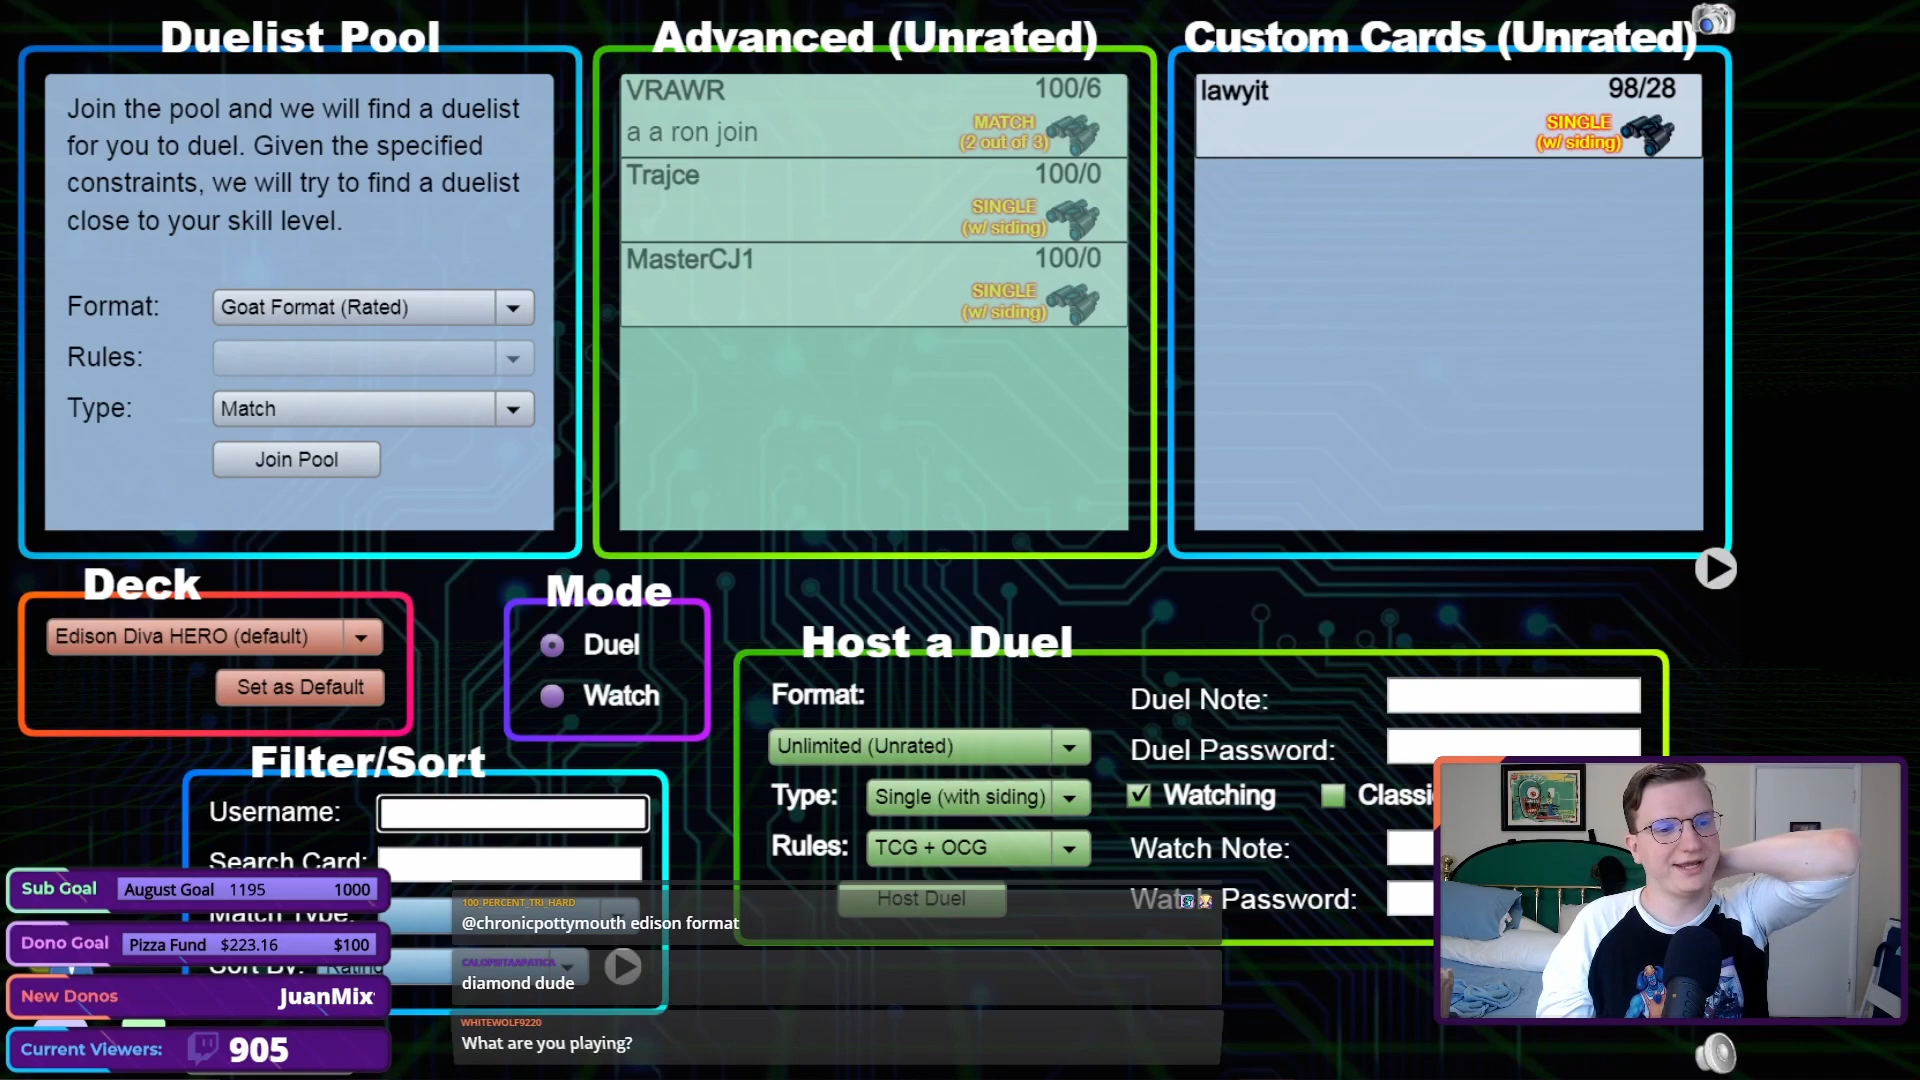 Duelist Pool
Join the pool and we will find a duelist
for you to duel. Given the specified
constraints, we will try to find a duelist
close to your skill level.
Format: Goat Format (Rated)
Rules:
Type: Match
Join Pool
Advanced (Unrated)
VRAWR 100/6
a a ron join MATCH
(2 out of 3)
Trajce 100/0
SINGLE
(w/ siding)
MasterCJ1 100/0
SINGLE
(w/ siding)
Custom Cards (Unrated)
lawyit 98/28
SINGLE
(w/ siding)
Deck
Edison Diva HERO (default)
Set as Default
Mode
Duel
Watch
Host a Duel
Format:
Unlimited (Unrated)
Type: Single (with siding)
Rules: TCG + OCG
Host Duel
Duel Note:
Duel Password:
Watching Classi
Watch Note:
Watch Password:
Filter/Sort
Username:
Search Card:
Match Type:
Sort By: Rating
Sub Goal August Goal 1195 1000
Dono Goal Pizza Fund $223.16 $100
New Donos JuanMix
Current Viewers: 905
100_PERCENT_TRI_HARD
@chronicpottymouth edison format
diamond dude
WHITEWOLF9220
What are you playing?